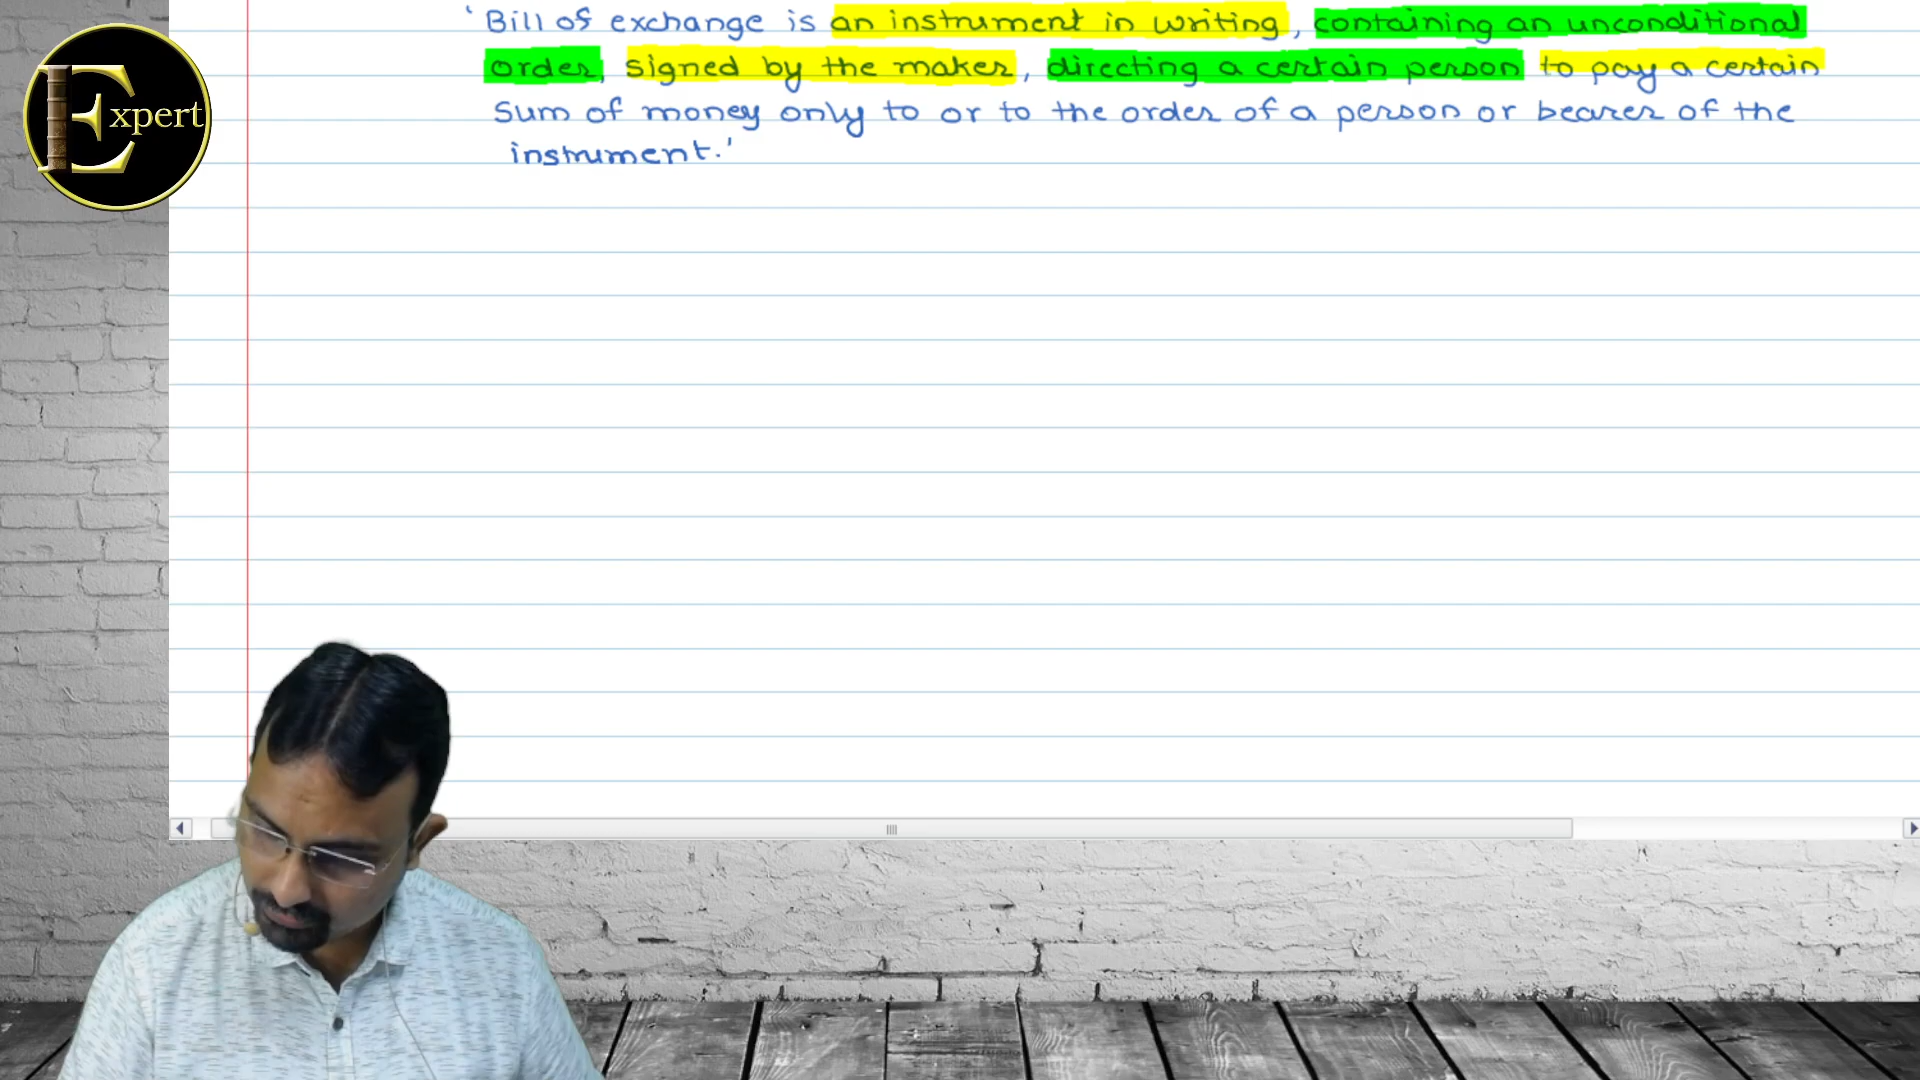 'Bill of exchange is an instrument in writing, containing an unconditional
order, signed by the maker, directing a certain person to pay a certain
Sum of money only to or to the order of a person or bearer of the
instrument.'
Expert